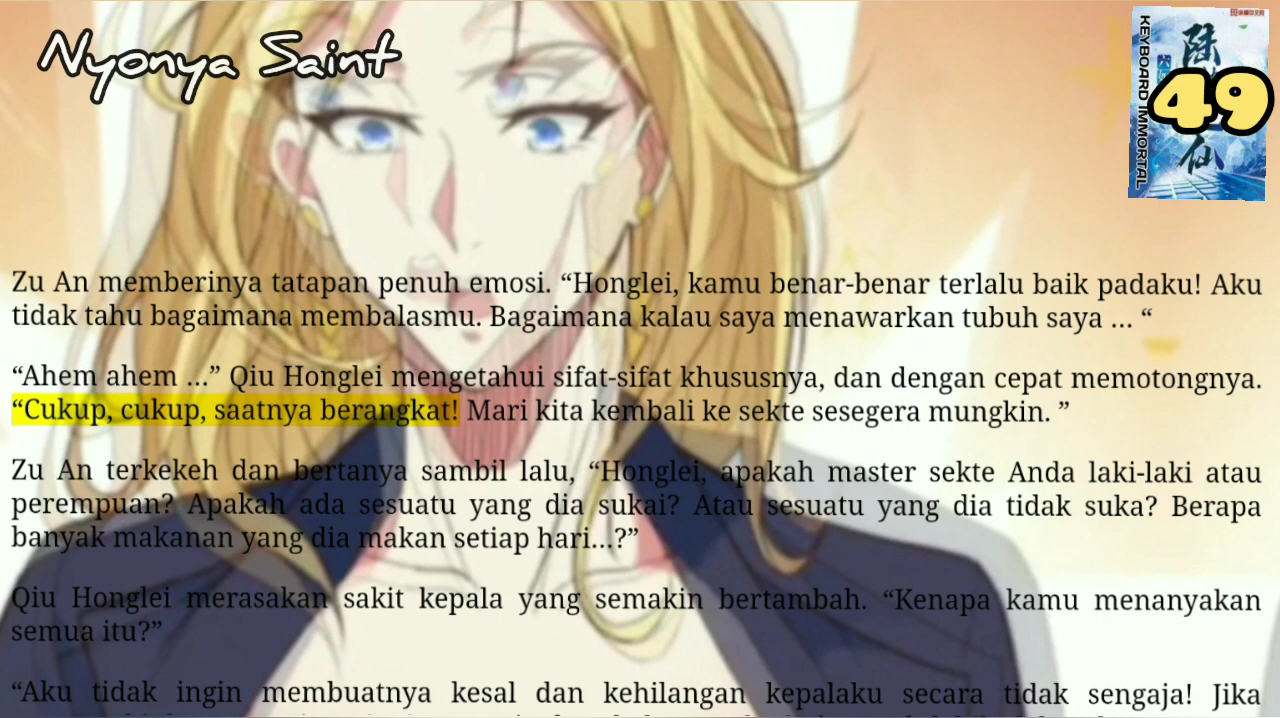 Nyonya Saint
KEYBOARD IMMORTAL
49
仙
Zu An memberinya tatapan penuh emosi. “Honglei, kamu benar-benar terlalu baik padaku! Aku
tidak tahu bagaimana membalasmu. Bagaimana kalau saya menawarkan tubuh saya ... “
“Ahem ahem ...” Qiu Honglei mengetahui sifat-sifat khususnya, dan dengan cepat memotongnya.
“Cukup, cukup, saatnya berangkat! Mari kita kembali ke sekte sesegera mungkin. ”
Zu An terkekeh dan bertanya sambil lalu, “Honglei, apakah master sekte Anda laki-laki atau
perempuan? Apakah ada sesuatu yang dia sukai? Atau sesuatu yang dia tidak suka? Berapa
banyak makanan yang dia makan setiap hari...?”
Qiu Honglei merasakan sakit kepala yang semakin bertambah. “Kenapa kamu menanyakan
semua itu?”
“Aku tidak ingin membuatnya kesal dan kehilangan kepalaku secara tidak sengaja! Jika